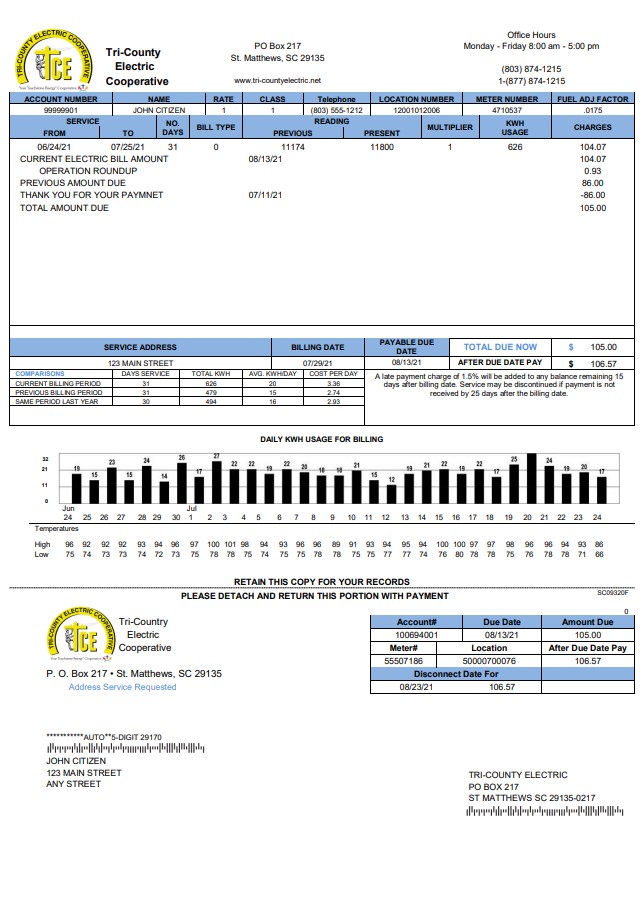 TRI-COUNTY ELECTRIC COOPERATIVE
TCE
Your Touchstone Energy® Cooperative
Tri-County
Electric
Cooperative
PO Box 217
St. Matthews, SC 29135
www.tri-countyelectric.net
Office Hours
Monday - Friday 8:00 am - 5:00 pm
(803) 874-1215
1-(877) 874-1215
ACCOUNT NUMBER NAME RATE CLASS Telephone LOCATION NUMBER METER NUMBER FUEL ADJ FACTOR
99999901 JOHN CITIZEN 1 1 (803) 555-1212 12001012006 4710537 .0175
SERVICE NO. DAYS BILL TYPE READING MULTIPLIER KWH USAGE CHARGES
FROM TO PREVIOUS PRESENT
06/24/21 07/25/21 31 0 11174 11800 1 626 104.07
CURRENT ELECTRIC BILL AMOUNT 08/13/21 104.07
OPERATION ROUNDUP 0.93
PREVIOUS AMOUNT DUE 86.00
THANK YOU FOR YOUR PAYMNET 07/11/21 -86.00
TOTAL AMOUNT DUE 105.00
SERVICE ADDRESS BILLING DATE PAYABLE DUE DATE TOTAL DUE NOW $ 105.00
123 MAIN STREET 07/29/21 08/13/21 AFTER DUE DATE PAY $ 106.57
COMPARISONS DAYS SERVICE TOTAL KWH AVG. KWH/DAY COST PER DAY
CURRENT BILLING PERIOD 31 626 20 3.36
PREVIOUS BILLING PERIOD 31 479 15 2.74
SAME PERIOD LAST YEAR 30 494 16 2.93
A late payment charge of 1.5% will be added to any balance remaining 15
days after billing date. Service may be discontinued if payment is not
received by 25 days after the billing date.
DAILY KWH USAGE FOR BILLING
32
21
11
0
19 15 23 15 24 14 26 17 27 22 22 19 22 20 18 18 21 15 12 18 21 22 19 22 17 25 24 19 20 17
Jun Jul
24 25 26 27 28 29 30 1 2 3 4 5 6 7 8 9 10 11 12 13 14 15 16 17 18 19 20 21 22 23 24
Temperatures
High 96 92 92 92 93 94 96 97 100 101 98 94 93 96 96 89 91 93 94 95 94 100 100 97 97 98 96 96 94 93 86
Low 75 74 73 73 74 72 73 75 78 78 75 74 75 75 78 78 75 75 77 77 74 76 80 78 78 75 76 78 78 71 66
RETAIN THIS COPY FOR YOUR RECORDS
PLEASE DETACH AND RETURN THIS PORTION WITH PAYMENT
SC09320F
0
TRI-COUNTY ELECTRIC COOPERATIVE
TCE
Your Touchstone Energy® Cooperative
Tri-Country
Electric
Cooperative
P. O. Box 217 • St. Matthews, SC 29135
Address Service Requested
Account# Due Date Amount Due
100694001 08/13/21 105.00
Meter# Location After Due Date Pay
55507186 50000700076 106.57
Disconnect Date For
08/23/21 106.57
***********AUTO**5-DIGIT 29170
JOHN CITIZEN
123 MAIN STREET
ANY STREET
TRI-COUNTY ELECTRIC
PO BOX 217
ST MATTHEWS SC 29135-0217